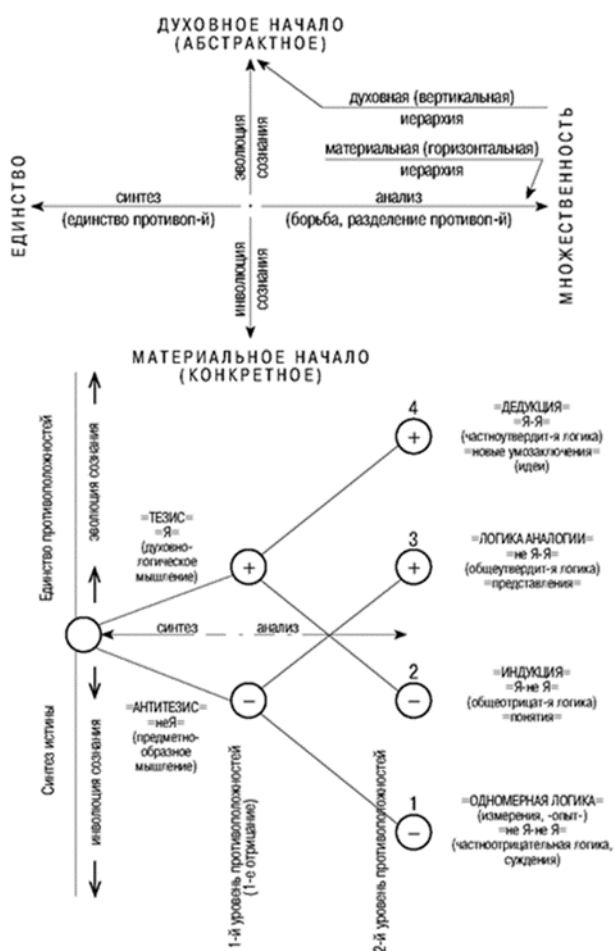 ДУХОВНОЕ НАЧАЛО
(АБСТРАКТНОЕ)
духовная (вертикальная)
иерархия
материальная (горизонтальная)
иерархия
ЕДИНСТВО
МНОЖЕСТВЕННОСТЬ
эволюция
сознания
синтез
(единство противоп-й)
анализ
(борьба, разделение противоп-й)
инволюция
сознания
МАТЕРИАЛЬНОЕ НАЧАЛО
(КОНКРЕТНОЕ)
Единство противоположностей
эволюция сознания
Синтез истины
инволюция сознания
=ТЕЗИС=
=Я=
(духовно-
логическое
мышление)
+
синтез
анализ
=АНТИТЕЗИС=
=неЯ=
(предметно-
образное
мышление)
−
1-й уровень противоположностей
(1-е отрицание)
2-й уровень противоположностей
4
+
=ДЕДУКЦИЯ=
=Я-Я=
(частноутвердит-я логика)
=новые умозаключения=
(идеи)
3
+
=ЛОГИКА АНАЛОГИИ=
=не Я-Я=
(общеутвердит-я логика)
=представления=
2
−
=ИНДУКЦИЯ=
=Я-не Я=
(общеотрицат-я логика)
=понятия=
1
−
=ОДНОМЕРНАЯ ЛОГИКА=
(измерения, -опыт-)
=не Я-не Я=
(частноотрицательная логика,
суждения)